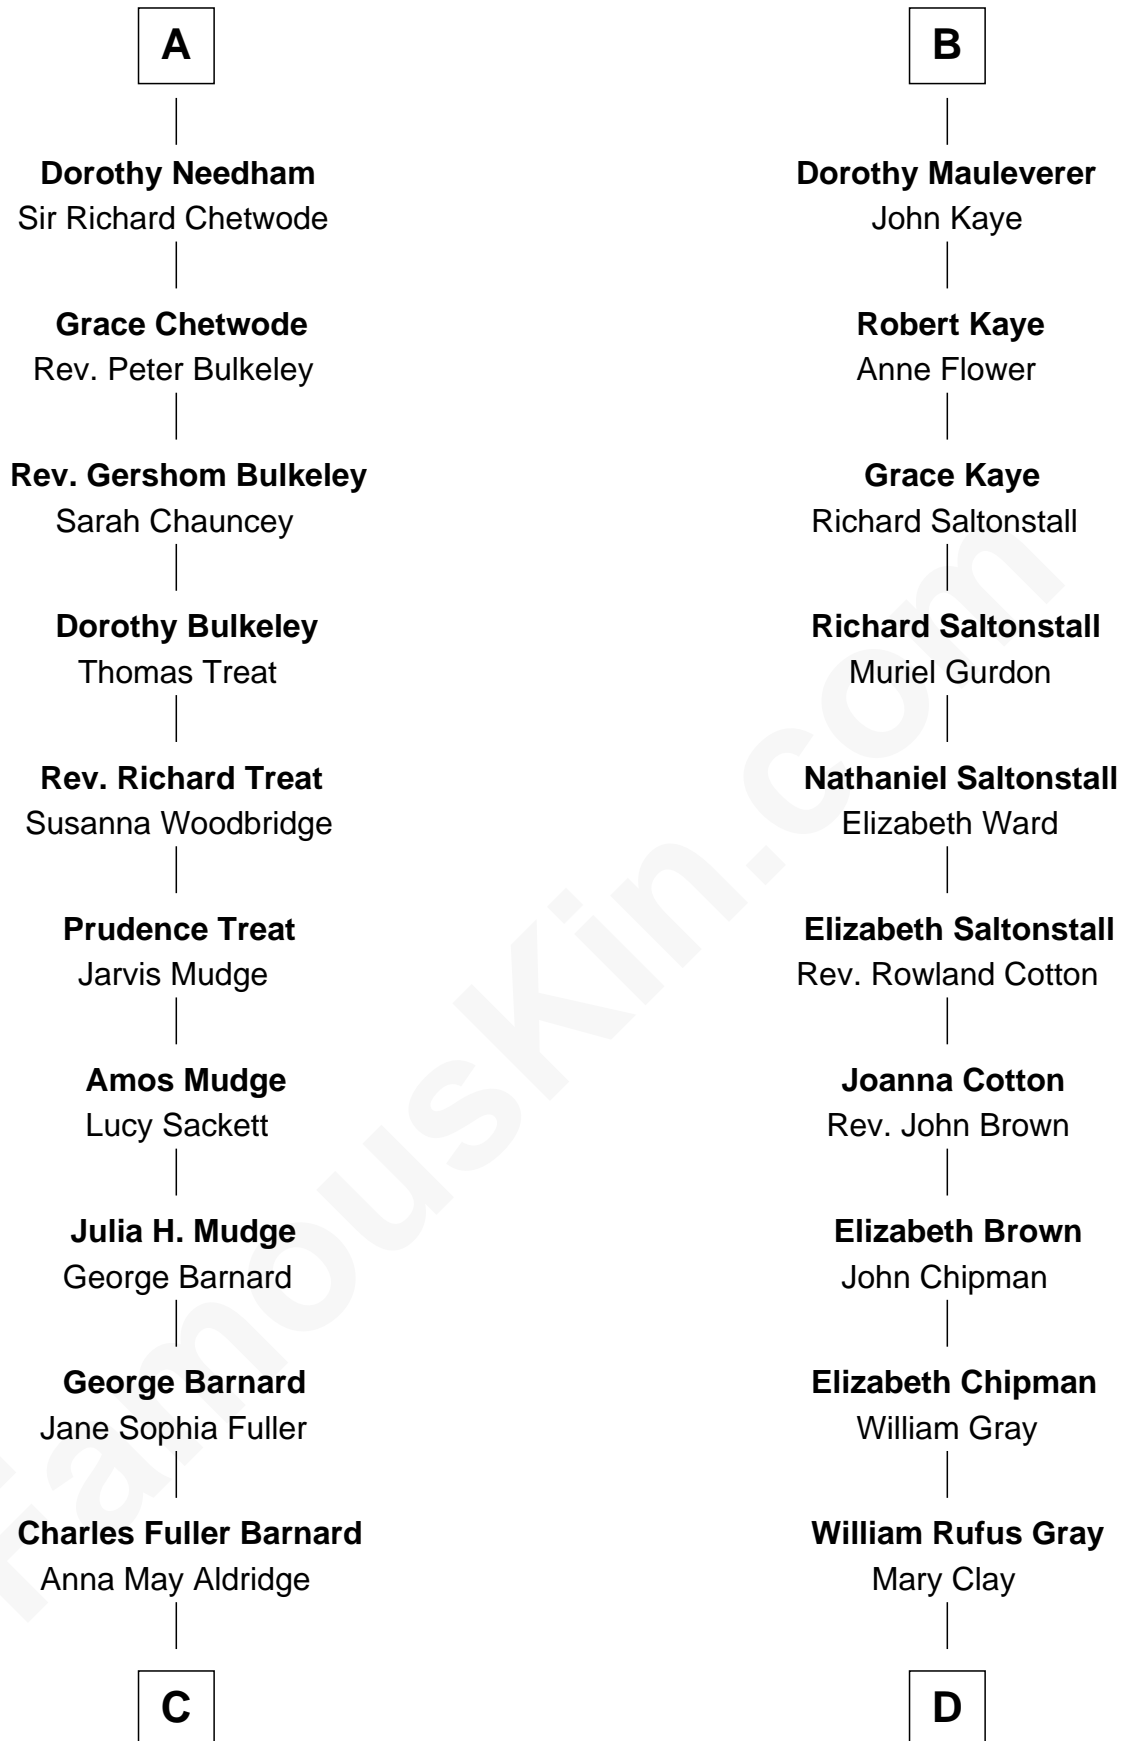 A
Dorothy Needham
Sir Richard Chetwode
Grace Chetwode
Rev. Peter Bulkeley
Rev. Gershom Bulkeley
Sarah Chauncey
Dorothy Bulkeley
Thomas Treat
Rev. Richard Treat
Susanna Woodbridge
Prudence Treat
Jarvis Mudge
Amos Mudge
Lucy Sackett
Julia H. Mudge
George Barnard
George Barnard
Jane Sophia Fuller
Charles Fuller Barnard
Anna May Aldridge
C
B
Dorothy Mauleverer
John Kaye
Robert Kaye
Anne Flower
Grace Kaye
Richard Saltonstall
Richard Saltonstall
Muriel Gurdon
Nathaniel Saltonstall
Elizabeth Ward
Elizabeth Saltonstall
Rev. Rowland Cotton
Joanna Cotton
Rev. John Brown
Elizabeth Brown
John Chipman
Elizabeth Chipman
William Gray
William Rufus Gray
Mary Clay
D
FamousKin.com